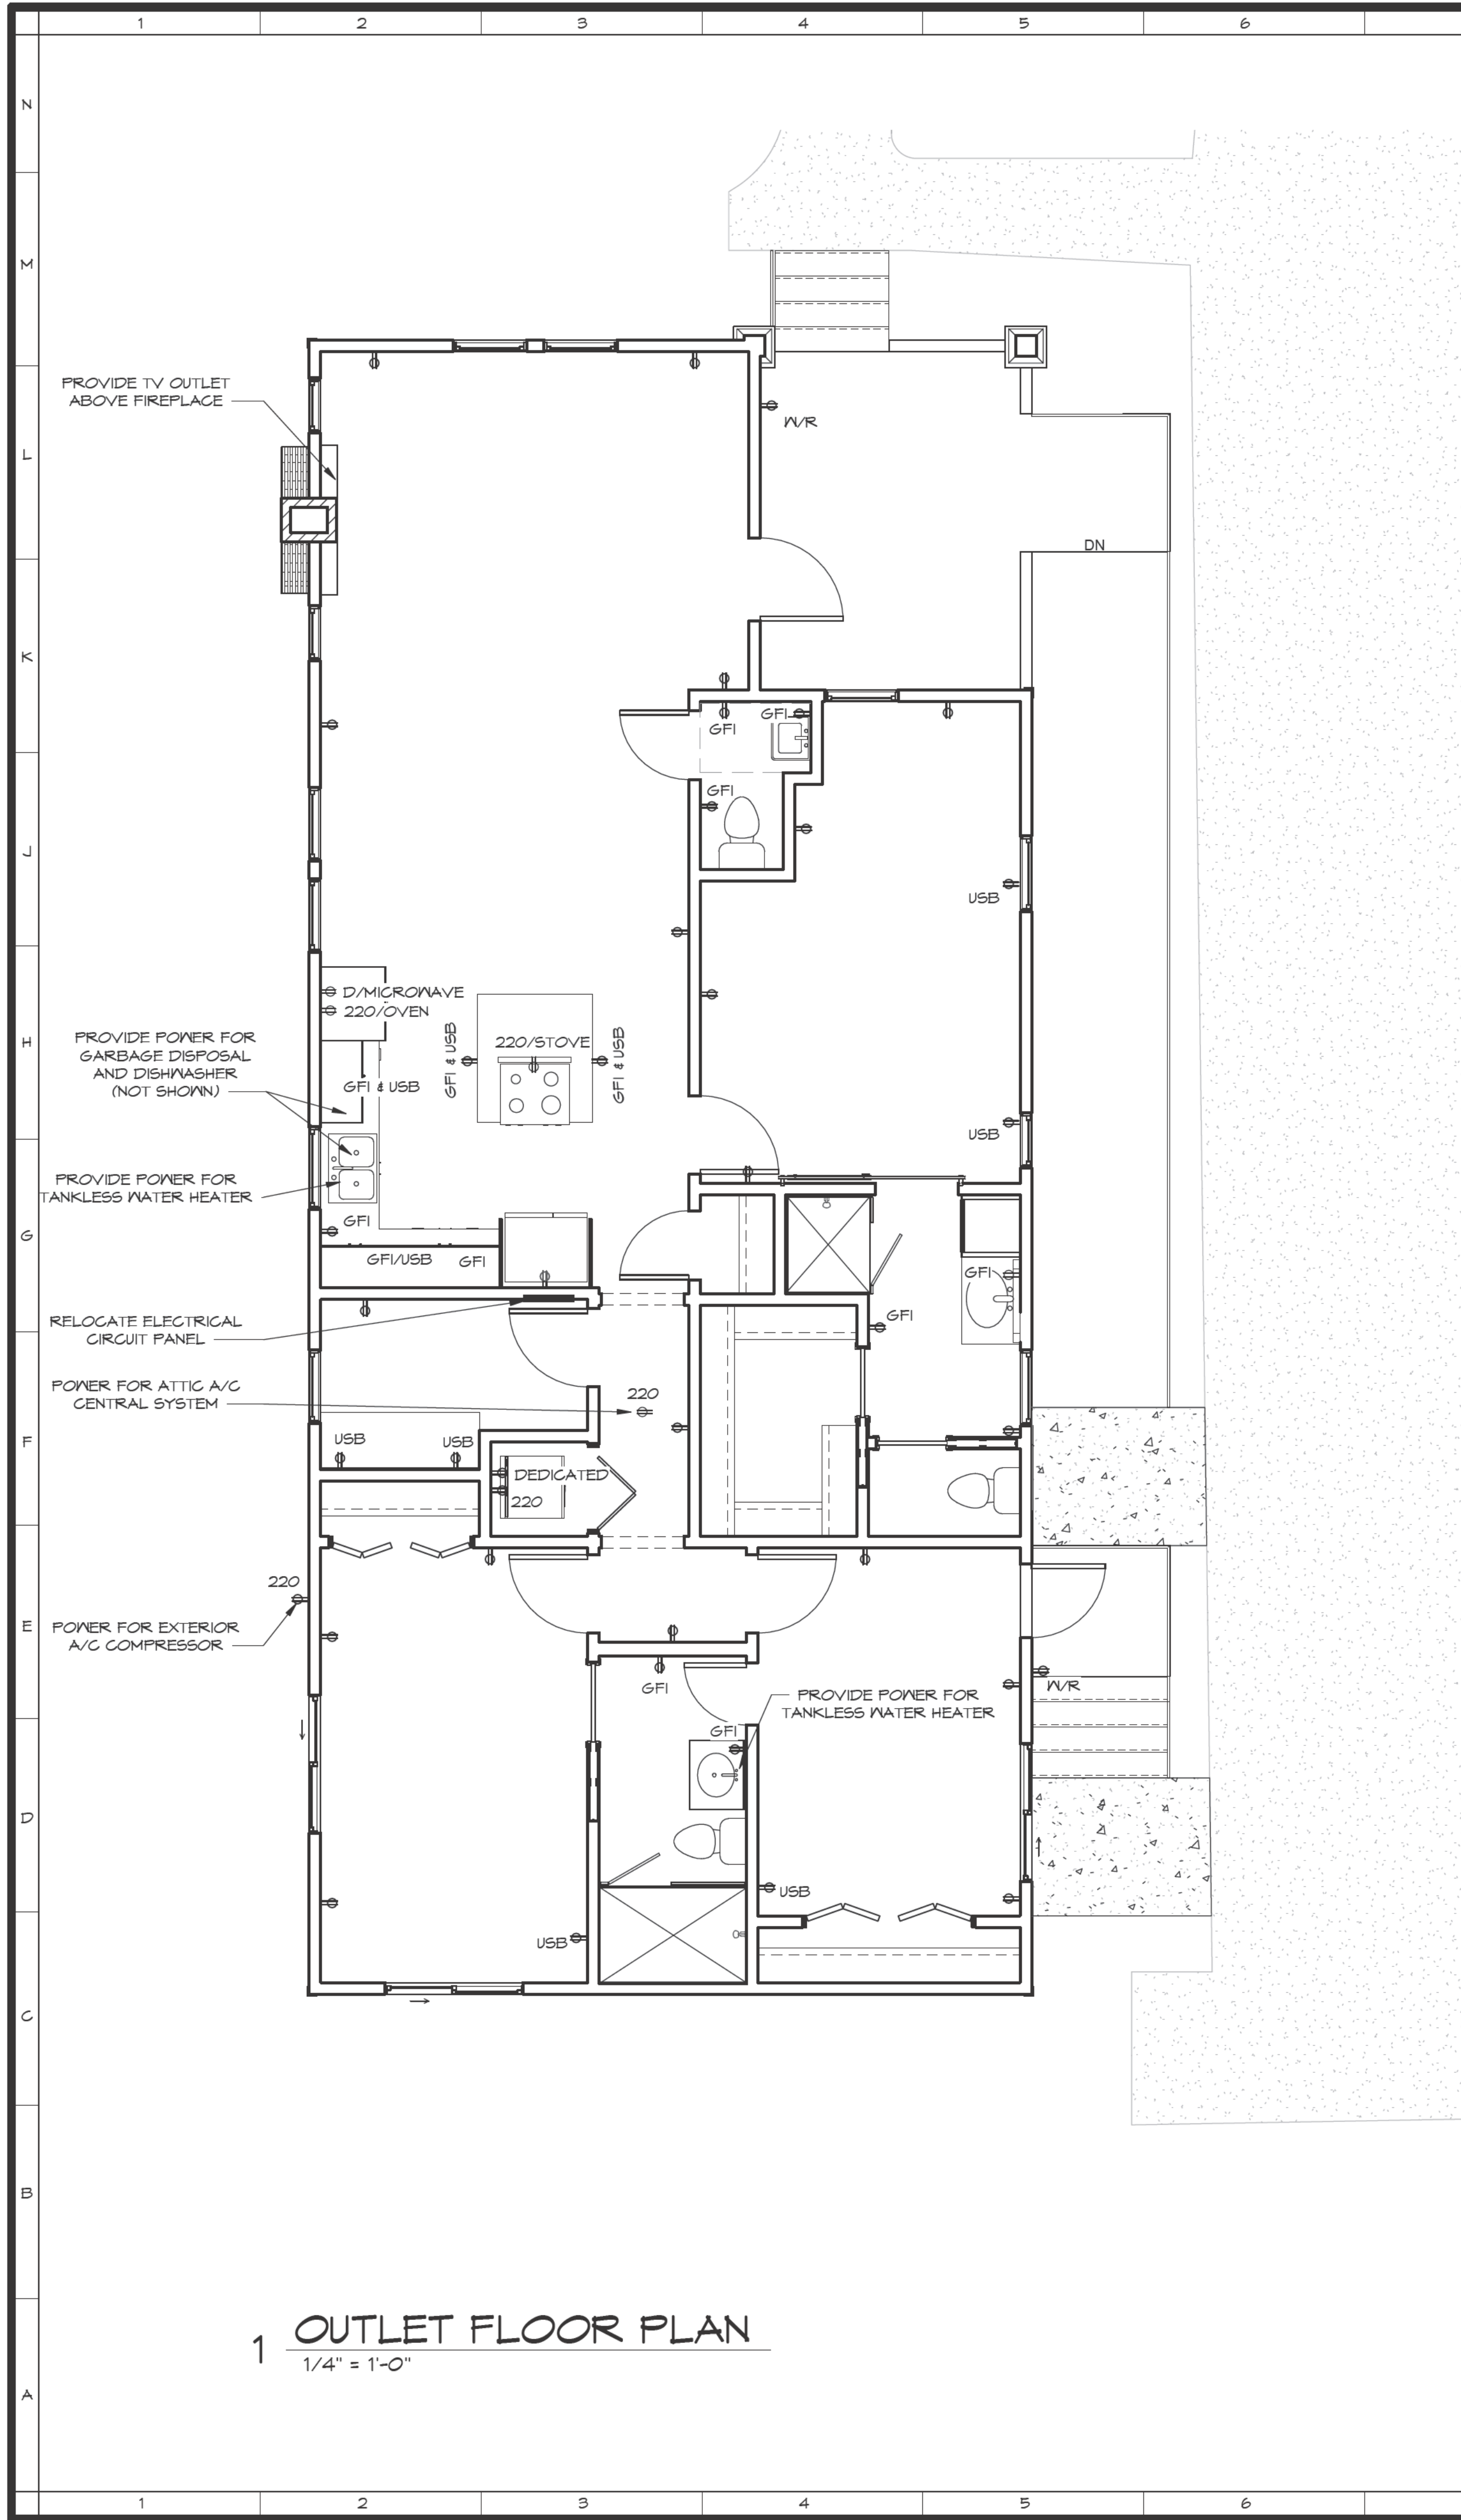 1 2 3 4 5 6
N
M
PROVIDE TV OUTLET
ABOVE FIREPLACE
W/R
L
DN
K
GFI
GFI
GFI
J
USB
D/MICROWAVE
220/OVEN
H
PROVIDE POWER FOR
GARBAGE DISPOSAL
AND DISHWASHER
(NOT SHOWN)
GFI & USB
GFI & USB
220/STOVE
GFI & USB
USB
PROVIDE POWER FOR
TANKLESS WATER HEATER
GFI
G
GFI/USB
GFI
GFI
RELOCATE ELECTRICAL
CIRCUIT PANEL
GFI
POWER FOR ATTIC A/C
CENTRAL SYSTEM
220
F
USB
USB
DEDICATED
220
220
E
POWER FOR EXTERIOR
A/C COMPRESSOR
GFI
W/R
PROVIDE POWER FOR
TANKLESS WATER HEATER
GFI
D
USB
USB
C
B
1 OUTLET FLOOR PLAN
1/4" = 1'-0"
A
1 2 3 4 5 6